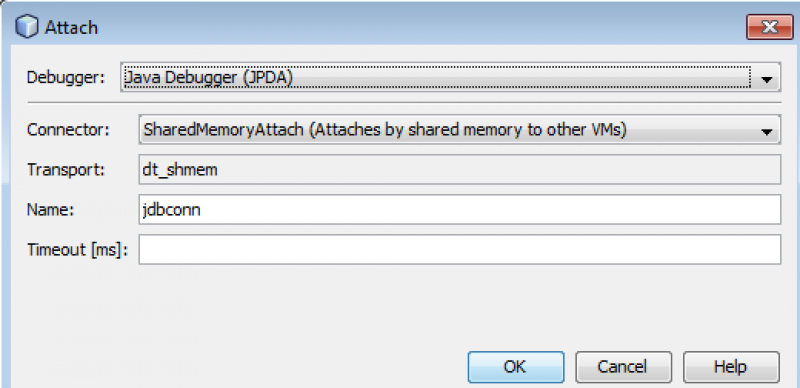 Attach
Debugger: Java Debugger (JPDA)
Connector: SharedMemoryAttach (Attaches by shared memory to other VMs)
Transport: dt_shmem
Name: jdbconn
Timeout [ms]:
OK Cancel Help